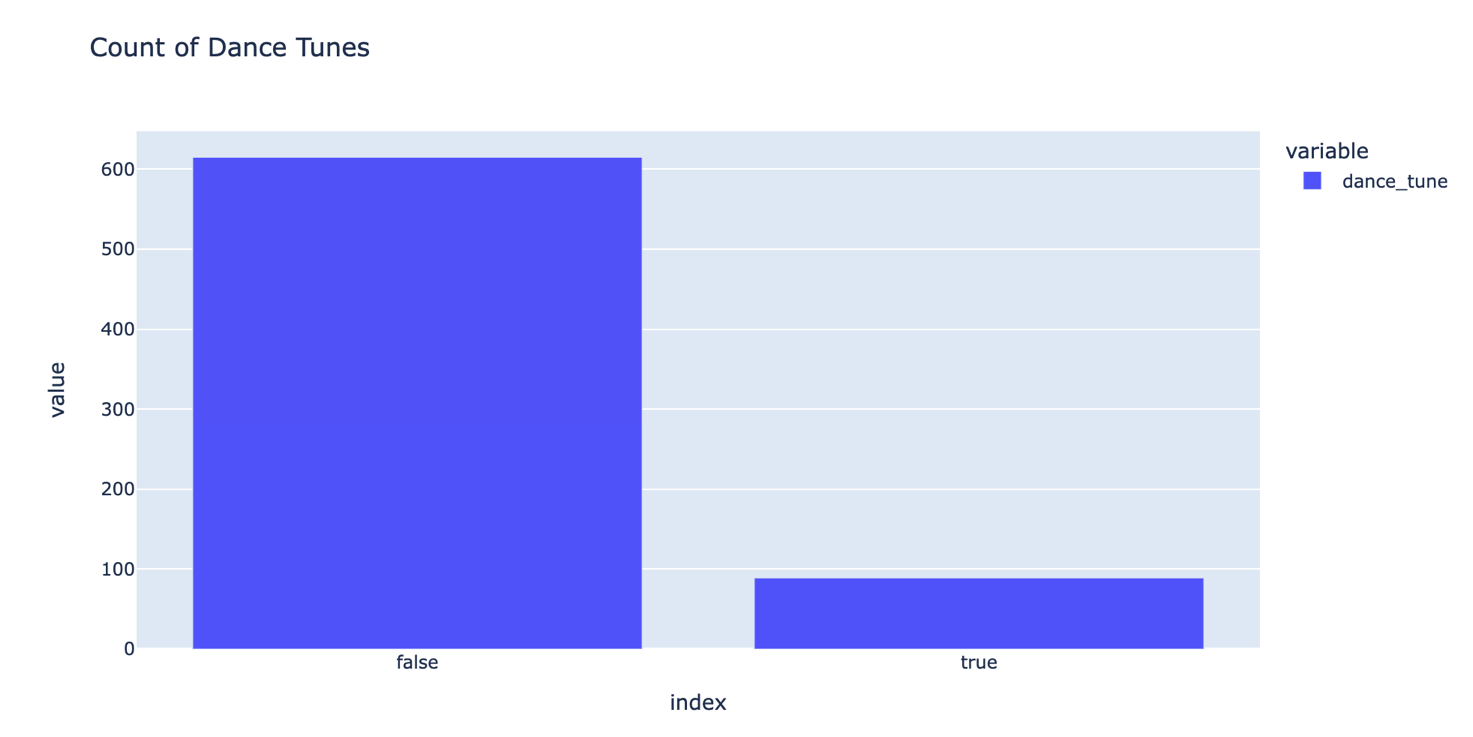 Count of Dance Tunes
variable
dance_tune
600
500
400
300
200
100
0
value
false
true
index